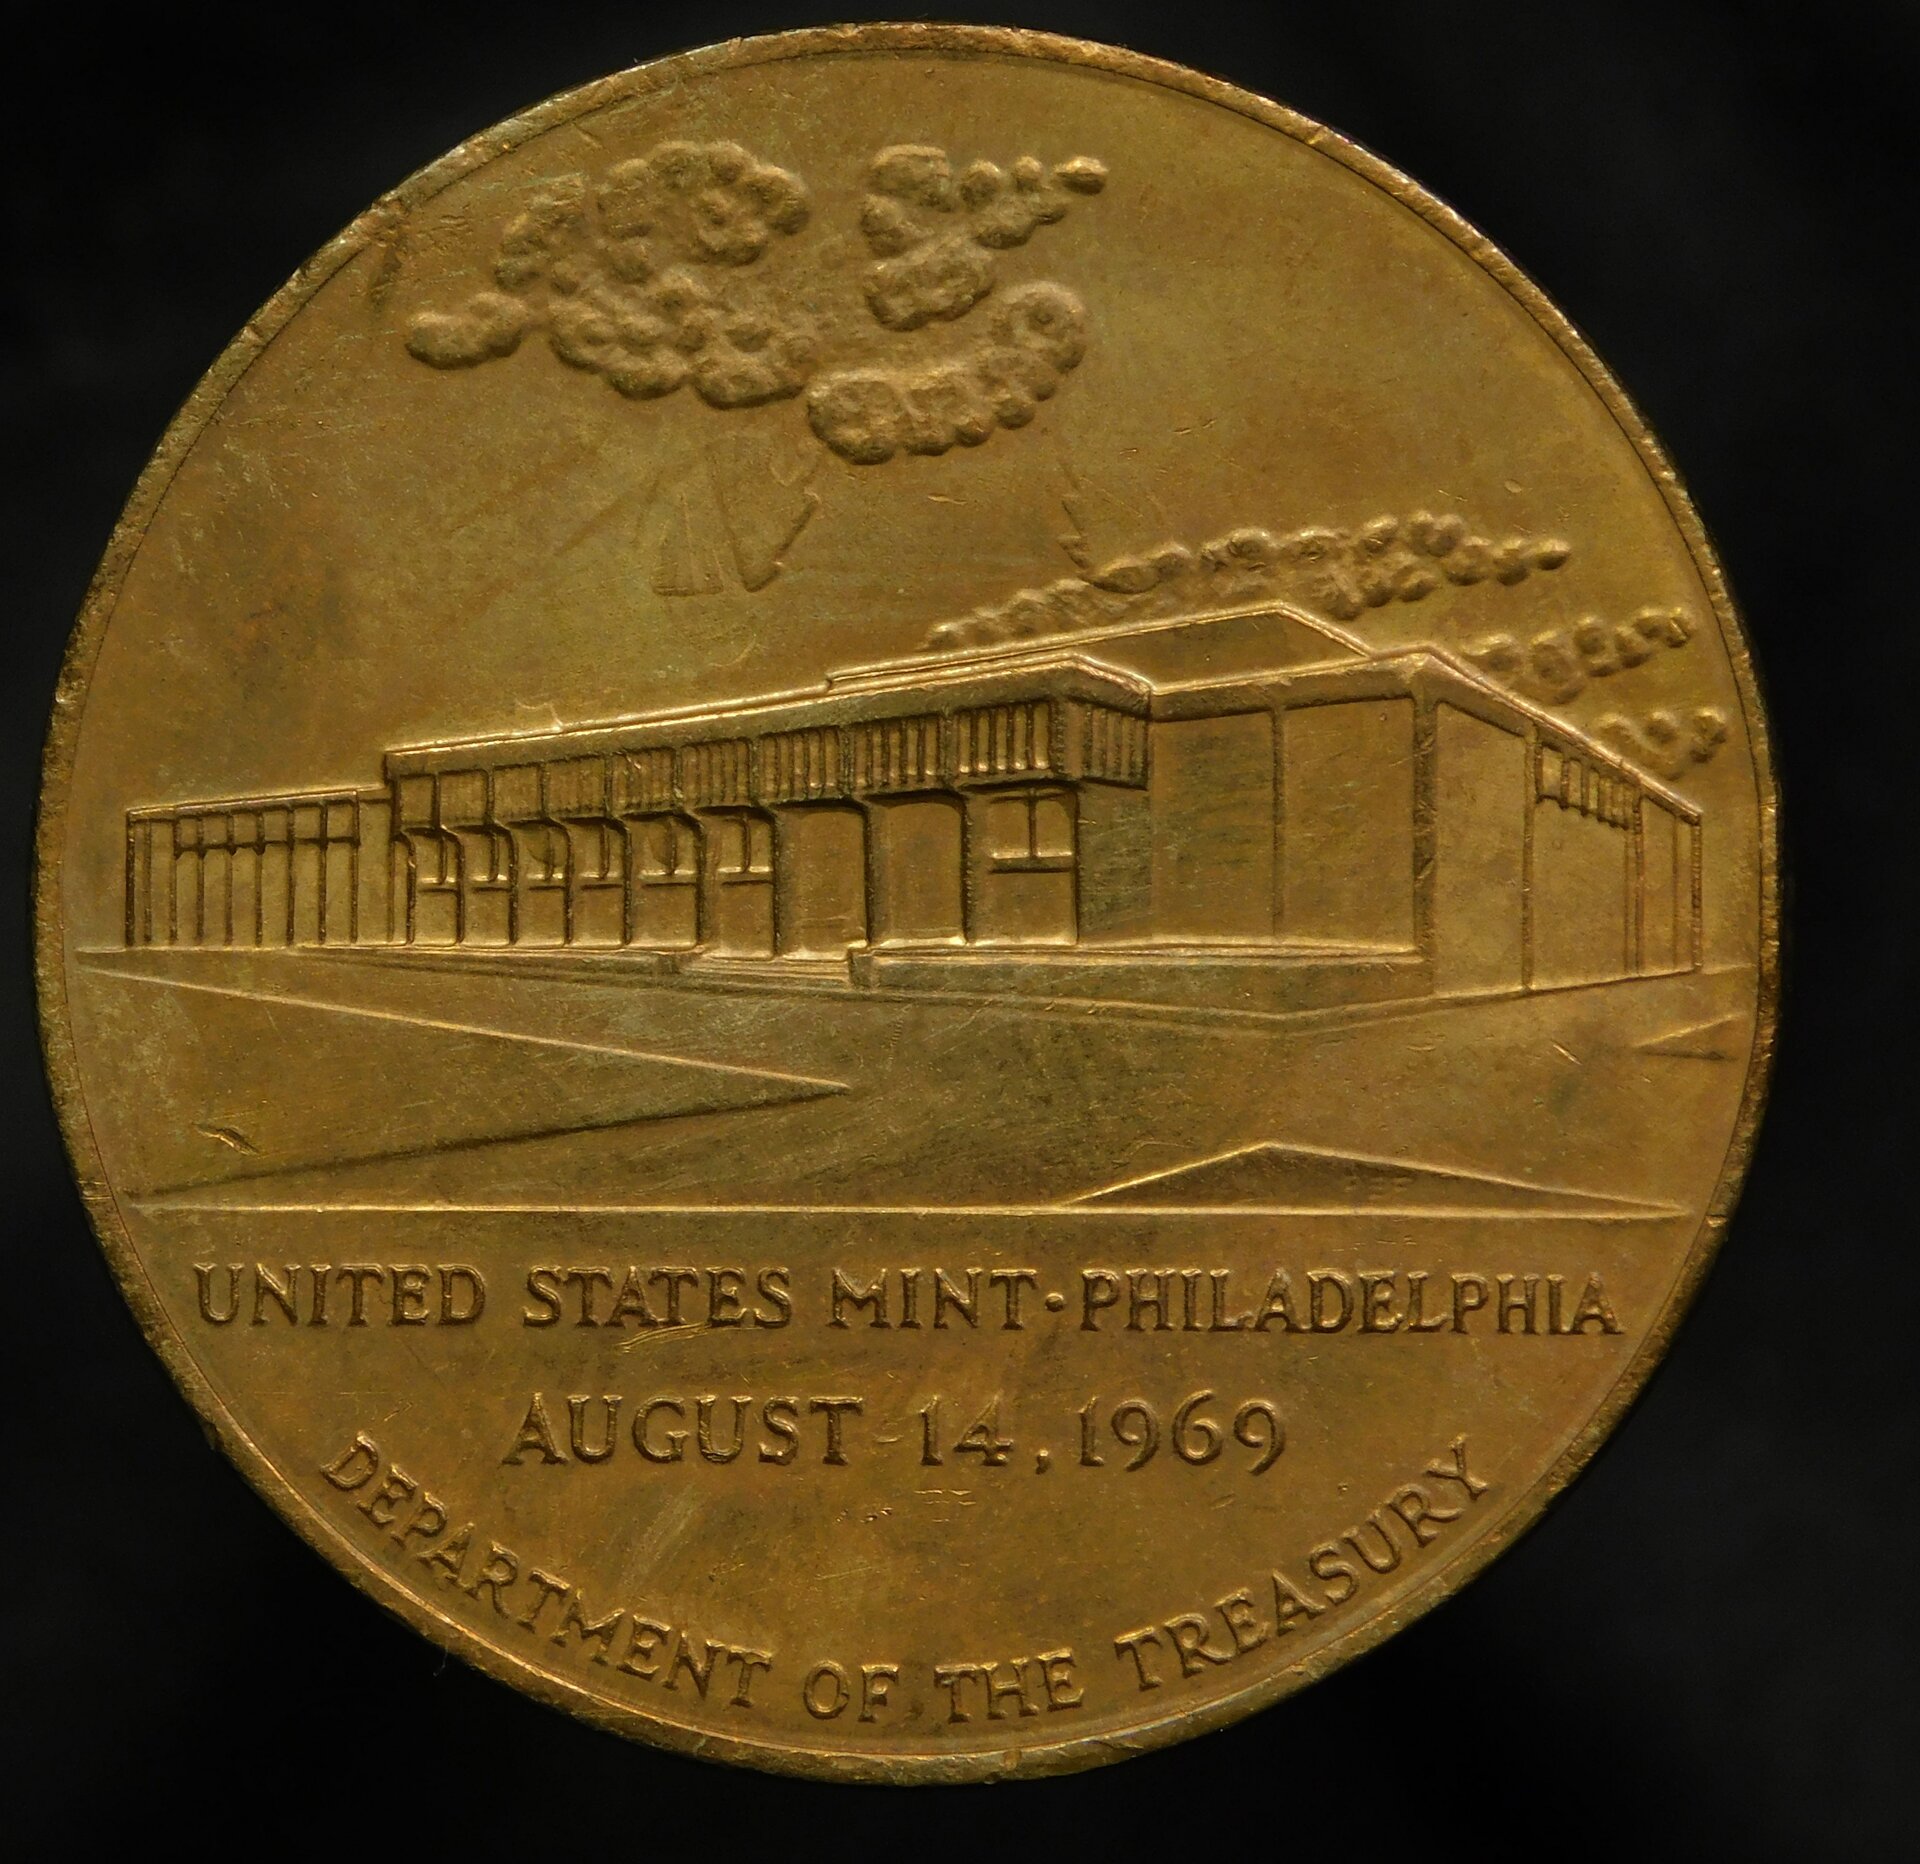 UNITED STATES MINT·PHILADELPHIA
AUGUST 14, 1969
DEPARTMENT OF THE TREASURY